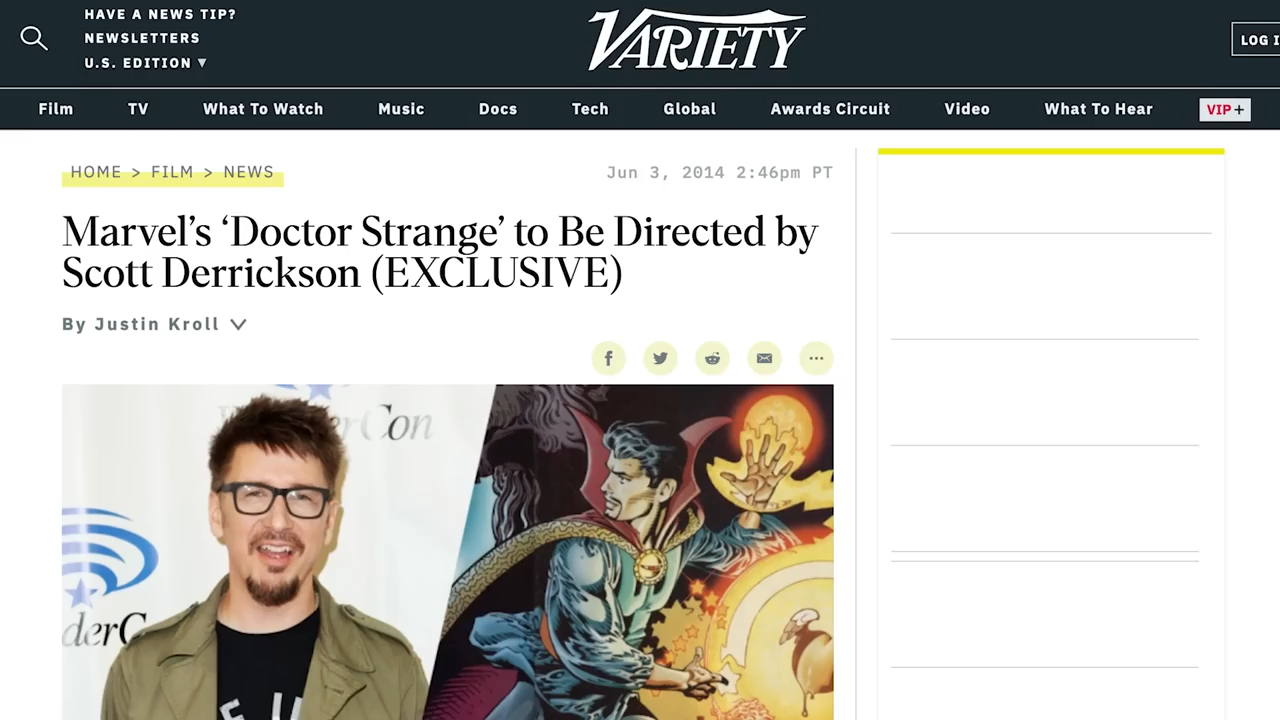 HAVE A NEWS TIP?
NEWSLETTERS
U.S. EDITION ▼
VARIETY
LOG I
Film TV What To Watch Music Docs Tech Global Awards Circuit Video What To Hear VIP+
HOME > FILM > NEWS
Jun 3, 2014 2:46pm PT
Marvel's ‘Doctor Strange’ to Be Directed by
Scott Derrickson (EXCLUSIVE)
By Justin Kroll
derCon
derC